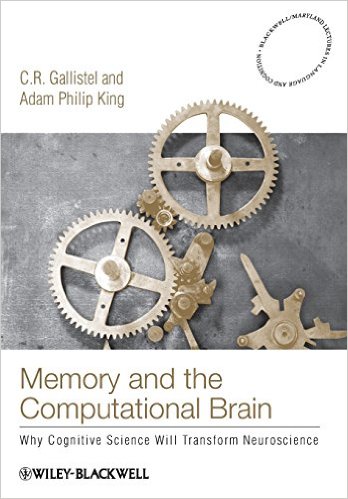 C.R. Gallistel and
Adam Philip King
BLACKWELL/MARYLAND LECTURES IN LANGUAGE AND COGNITION
Memory and the
Computational Brain
Why Cognitive Science Will Transform Neuroscience
WILEY-BLACKWELL